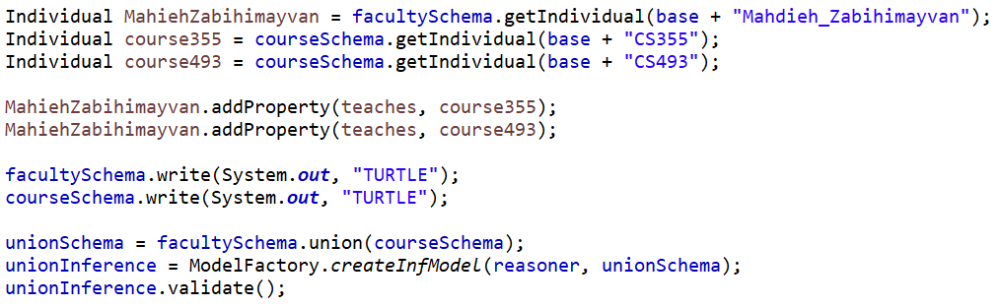 Individual MahiehZabihimayvan = facultySchema.getIndividual(base + "Mahdieh_Zabihimayvan");
Individual course355 = courseSchema.getIndividual(base + "CS355");
Individual course493 = courseSchema.getIndividual(base + "CS493");
MahiehZabihimayvan.addProperty(teaches, course355);
MahiehZabihimayvan.addProperty(teaches, course493);
facultySchema.write(System.out, "TURTLE");
courseSchema.write(System.out, "TURTLE");
unionSchema = facultySchema.union(courseSchema);
unionInference = ModelFactory.createInfModel(reasoner, unionSchema);
unionInference.validate();